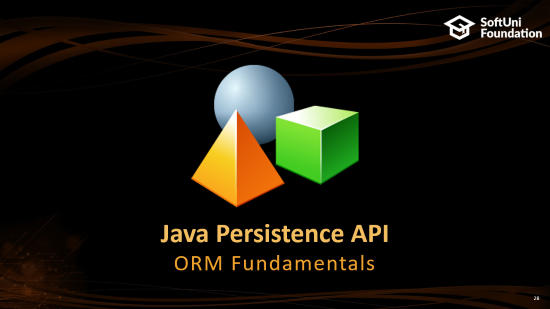 SoftUni
Foundation
Java Persistence API
ORM Fundamentals
28